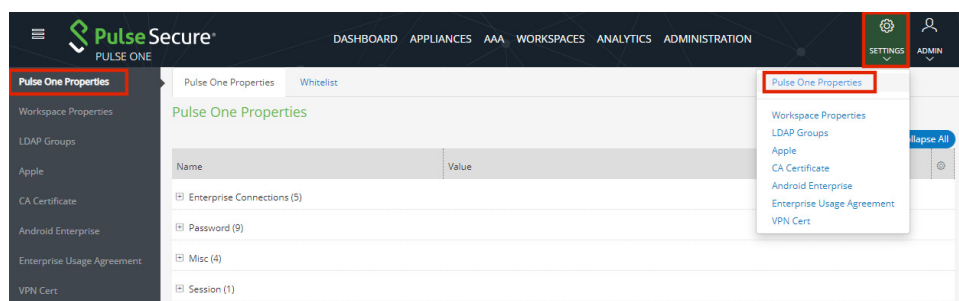 Pulse Secure
PULSE ONE
DASHBOARD APPLIANCES AAA WORKSPACES ANALYTICS ADMINISTRATION
SETTINGS
ADMIN
Pulse One Properties
Workspace Properties
LDAP Groups
Apple
CA Certificate
Android Enterprise
Enterprise Usage Agreement
VPN Cert
Pulse One Properties Whitelist
Pulse One Properties
llapse All
Name Value
Enterprise Connections (5)
Password (9)
Misc (4)
Session (1)
Pulse One Properties
Workspace Properties
LDAP Groups
Apple
CA Certificate
Android Enterprise
Enterprise Usage Agreement
VPN Cert